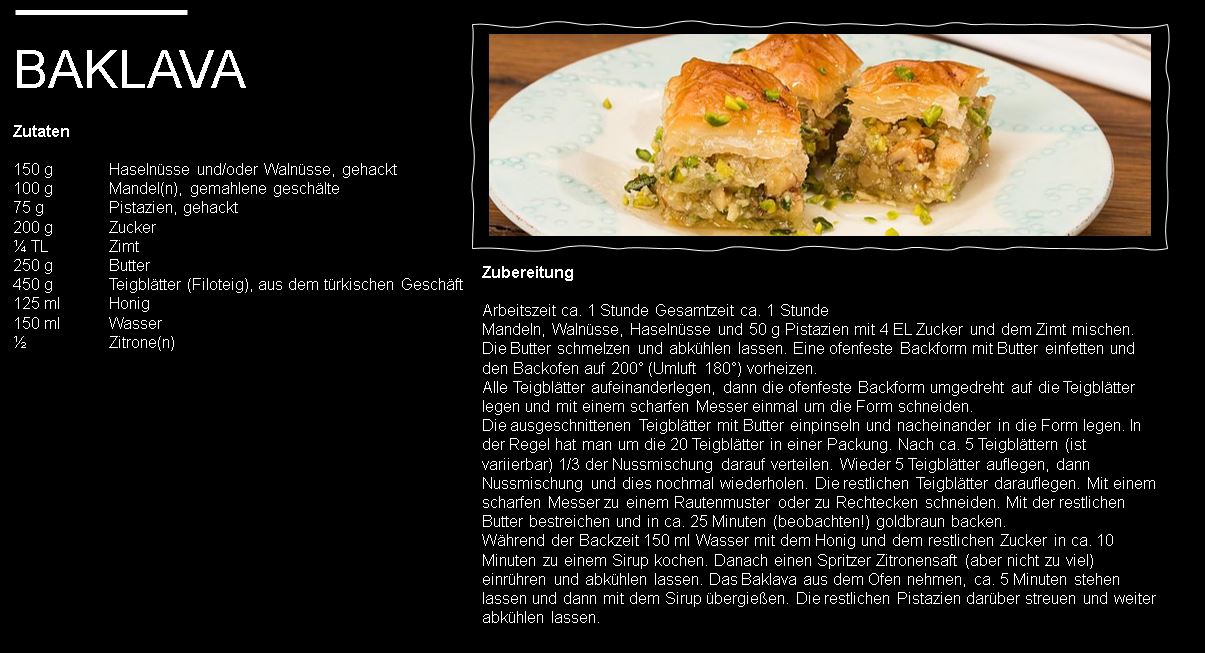 BAKLAVA
Zutaten
150 g Haselnüsse und/oder Walnüsse, gehackt
100 g Mandel(n), gemahlene geschälte
75 g Pistazien, gehackt
200 g Zucker
¼ TL Zimt
250 g Butter
450 g Teigblätter (Filoteig), aus dem türkischen Geschäft
125 ml Honig
150 ml Wasser
½ Zitrone(n)
Zubereitung
Arbeitszeit ca. 1 Stunde Gesamtzeit ca. 1 Stunde
Mandeln, Walnüsse, Haselnüsse und 50 g Pistazien mit 4 EL Zucker und dem Zimt mischen.
Die Butter schmelzen und abkühlen lassen. Eine ofenfeste Backform mit Butter einfetten und
den Backofen auf 200° (Umluft 180°) vorheizen.
Alle Teigblätter aufeinanderlegen, dann die ofenfeste Backform umgedreht auf die Teigblätter
legen und mit einem scharfen Messer einmal um die Form schneiden.
Die ausgeschnittenen Teigblätter mit Butter einpinseln und nacheinander in die Form legen. In
der Regel hat man um die 20 Teigblätter in einer Packung. Nach ca. 5 Teigblättern (ist
variierbar) 1/3 der Nussmischung darauf verteilen. Wieder 5 Teigblätter auflegen, dann
Nussmischung und dies nochmal wiederholen. Die restlichen Teigblätter darauflegen. Mit einem
scharfen Messer zu einem Rautenmuster oder zu Rechtecken schneiden. Mit der restlichen
Butter bestreichen und in ca. 25 Minuten (beobachten!) goldbraun backen.
Während der Backzeit 150 ml Wasser mit dem Honig und dem restlichen Zucker in ca. 10
Minuten zu einem Sirup kochen. Danach einen Spritzer Zitronensaft (aber nicht zu viel)
einrühren und abkühlen lassen. Das Baklava aus dem Ofen nehmen, ca. 5 Minuten stehen
lassen und dann mit dem Sirup übergießen. Die restlichen Pistazien darüber streuen und weiter
abkühlen lassen.